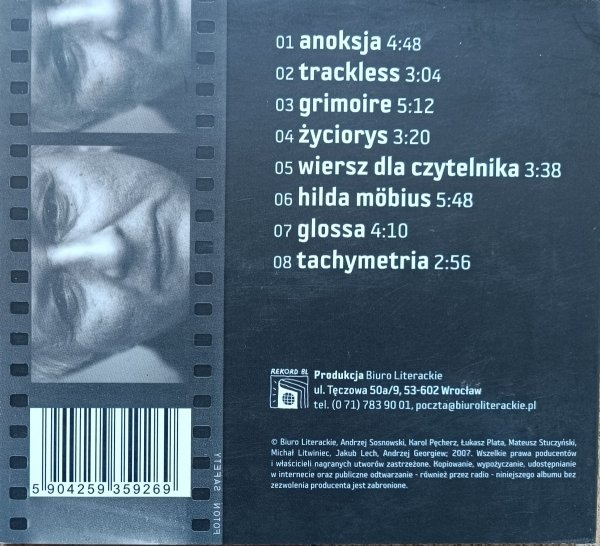 01 anoksja 4:48
02 trackless 3:04
03 grimoire 5:12
04 życiorys 3:20
05 wiersz dla czytelnika 3:38
06 hilda möbius 5:48
07 glossa 4:10
08 tachymetria 2:56
REKORD BL
Produkcja Biuro Literackie
ul. Tęczowa 50a/9, 53-602 Wrocław
tel. (0 71) 783 90 01, poczta@biuroliterackie.pl
© Biuro Literackie, Andrzej Sosnowski, Karol Pęcherz, Łukasz Plata, Mateusz Stuczyński,
Michał Litwiniec, Jakub Lech, Andrzej Georgiew; 2007. Wszelkie prawa poducentów
i właścicieli nagranych utworów zastrzeżone. Kopiowanie, wypożyczanie, udostępnianie
w internecie oraz publiczne odtwarzanie - również przez radio - niniejszego albumu bez
zezwolenia producenta jest zabronione.
5 904259 359269
FOTON SAFETY